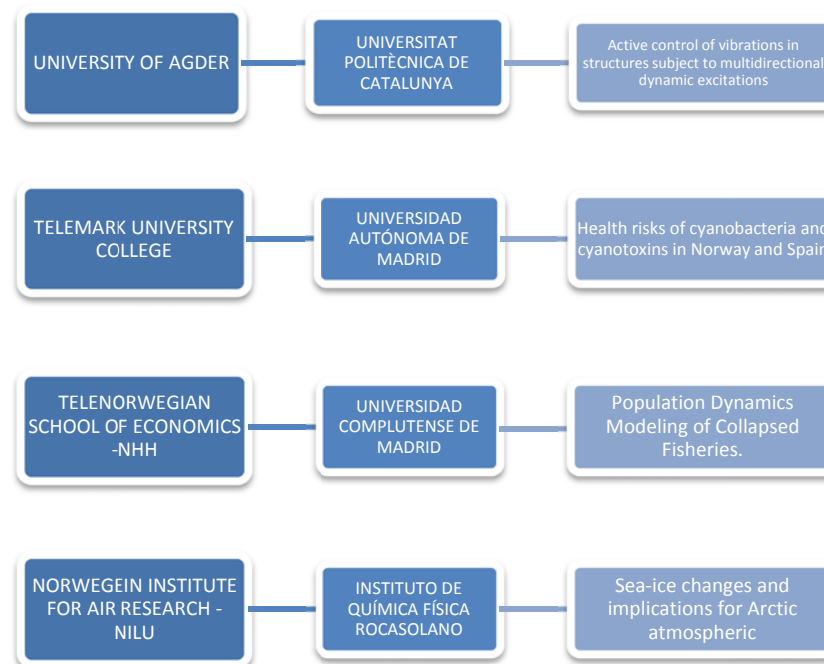 UNIVERSITY OF AGDER
UNIVERSITAT
POLITÈCNICA DE
CATALUNYA
Active control of vibrations in
structures subject to multidirectional
dynamic excitations
TELEMARK UNIVERSITY
COLLEGE
UNIVERSIDAD
AUTÓNOMA DE
MADRID
Health risks of cyanobacteria and
cyanotoxins in Norway and Spain
TELENORWEGIAN
SCHOOL OF ECONOMICS
-NHH
UNIVERSIDAD
COMPLUTENSE DE
MADRID
Population Dynamics
Modeling of Collapsed
Fisheries.
NORWEGEIN INSTITUTE
FOR AIR RESEARCH -
NILU
INSTITUTO DE
QUÍMICA FÍSICA
ROCASOLANO
Sea-ice changes and
implications for Arctic
atmospheric